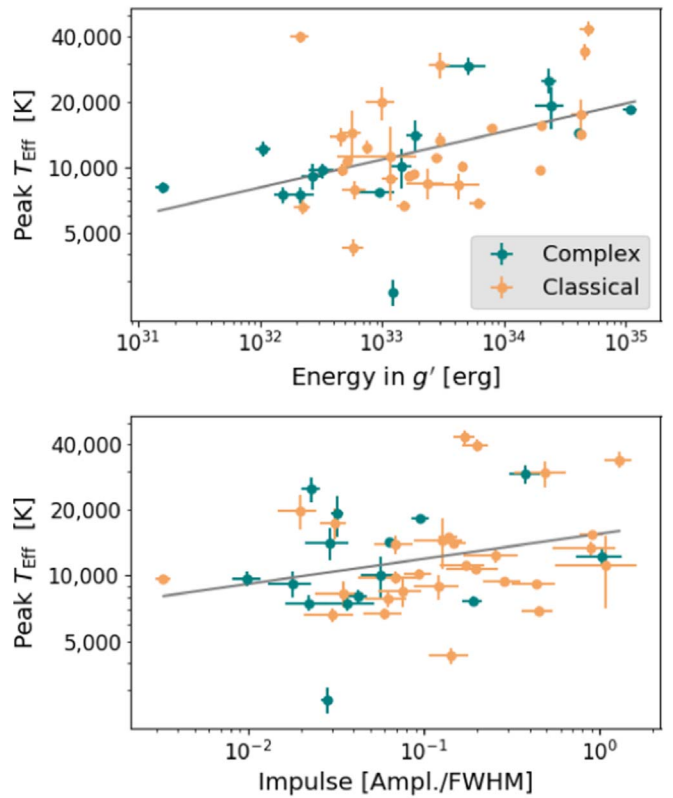 40,000
20,000
10,000
5,000
Peak T_Eff [K]
Complex
Classical
10^31 10^32 10^33 10^34 10^35
Energy in g′ [erg]
40,000
20,000
10,000
5,000
Peak T_Eff [K]
10^−2 10^−1 10^0
Impulse [Ampl./FWHM]